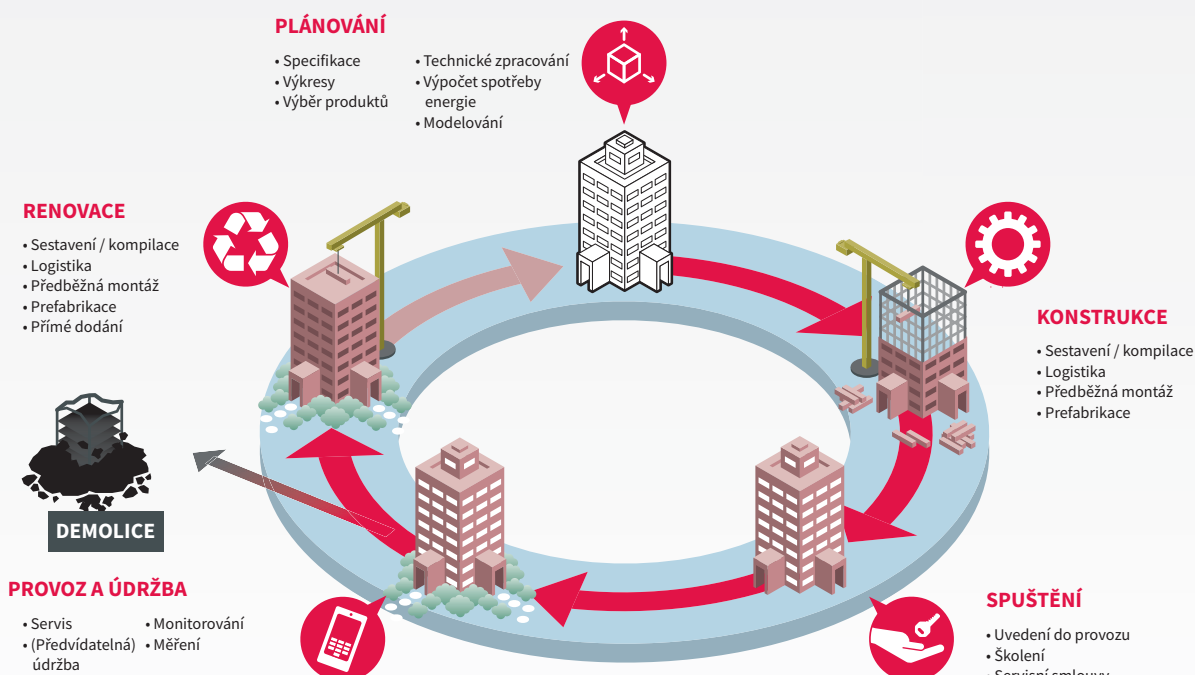 PLÁNOVÁNÍ
• Specifikace
• Výkresy
• Výběr produktů
• Technické zpracování
• Výpočet spotřeby
energie
• Modelování
RENOVACE
• Sestavení / kompilace
• Logistika
• Předběžná montáž
• Prefabrikace
• Přímé dodání
KONSTRUKCE
• Sestavení / kompilace
• Logistika
• Předběžná montáž
• Prefabrikace
DEMOLICE
PROVOZ A ÚDRŽBA
• Servis
• (Předvídatelná)
údržba
• Monitorování
• Měření
SPUŠTĚNÍ
• Uvedení do provozu
• Školení
• Servisní smlouvy